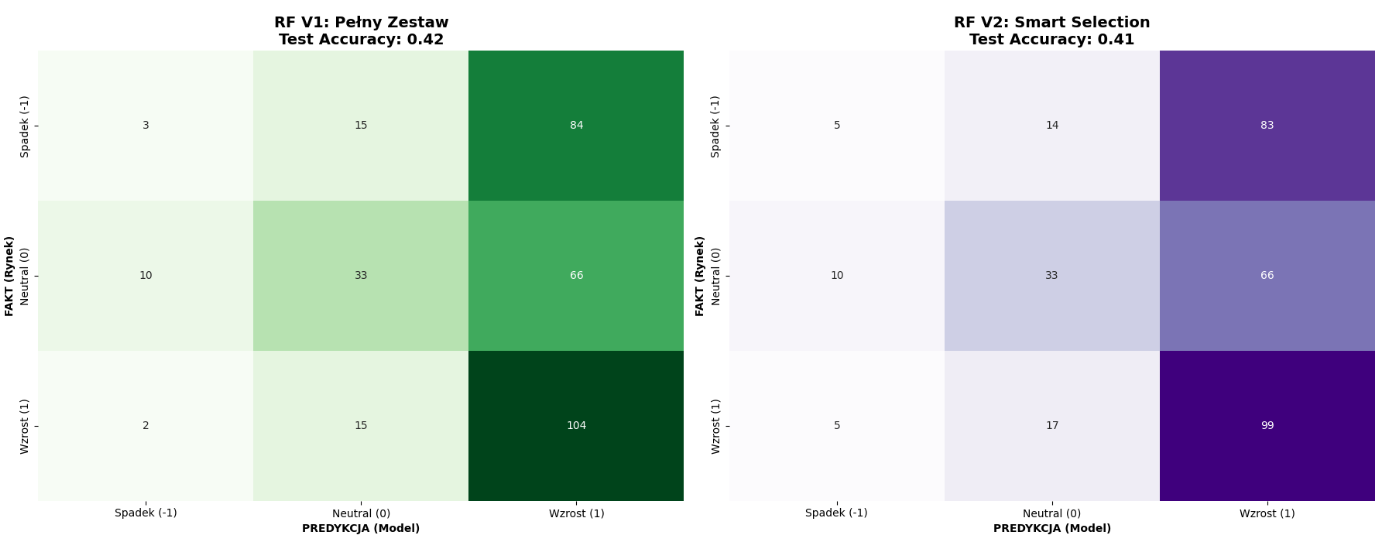 RF V1: Pełny Zestaw
Test Accuracy: 0.42
FAKT (Rynek)
Spadek (-1)
3 15 84
Neutral (0)
10 33 66
Wzrost (1)
2 15 104
Spadek (-1) Neutral (0) Wzrost (1)
PREDYKCJA (Model)
RF V2: Smart Selection
Test Accuracy: 0.41
FAKT (Rynek)
Spadek (-1)
5 14 83
Neutral (0)
10 33 66
Wzrost (1)
5 17 99
Spadek (-1) Neutral (0) Wzrost (1)
PREDYKCJA (Model)